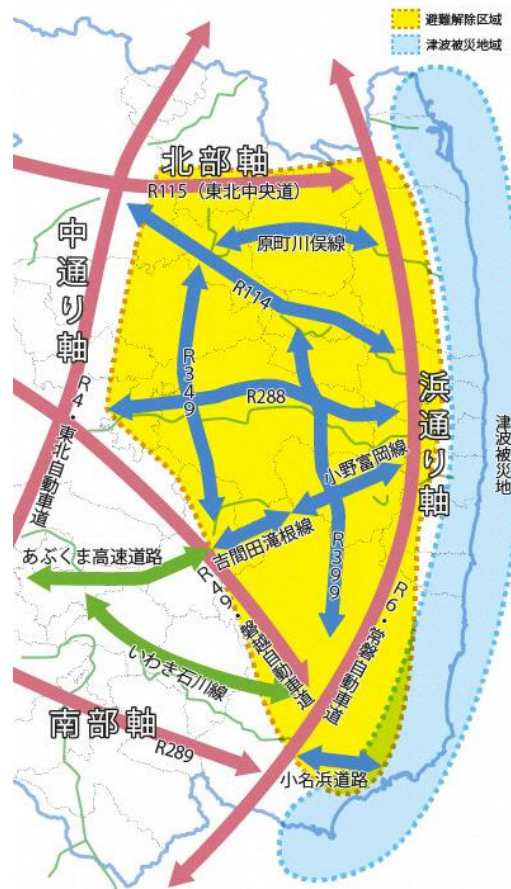 避難解除区域
津波被災地域
北部軸
R115（東北中央道）
中通り軸
原町川俣線
R114
R349
R288
浜通り軸
津波被災地
R4・東北自動車道
小野富岡線
吉間田滝根線
R399
あぶくま高速道路
R49・磐越自動車道
R6・常磐自動車道
いわき石川線
南部軸
R289
小名浜道路